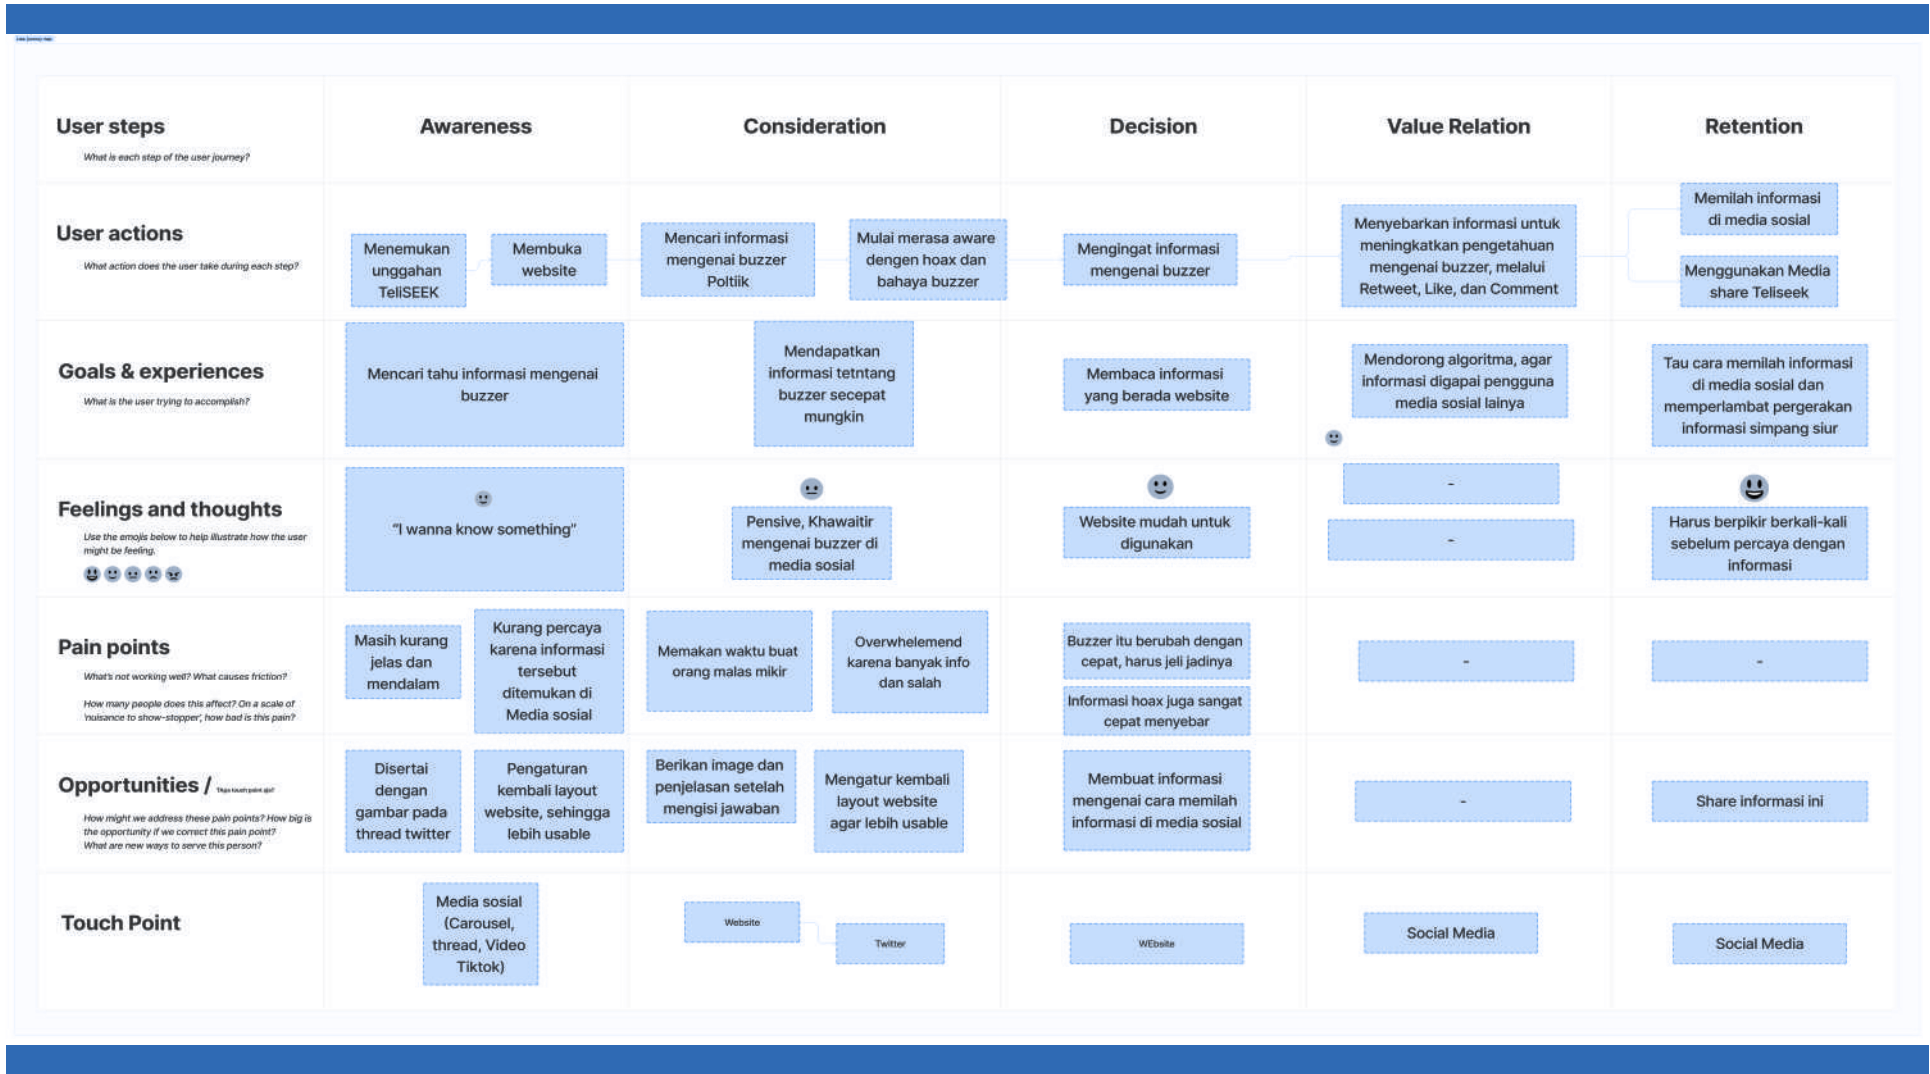 User journey map
User steps
What is each step of the user journey?
Awareness
Consideration
Decision
Value Relation
Retention
User actions
What action does the user take during each step?
Menemukan
unggahan
TeliSEEK
Membuka
website
Mencari informasi
mengenai buzzer
Poltiik
Mulai merasa aware
dengen hoax dan
bahaya buzzer
Mengingat informasi
mengenai buzzer
Menyebarkan informasi untuk
meningkatkan pengetahuan
mengenai buzzer, melalui
Retweet, Like, dan Comment
Memilah informasi
di media sosial
Menggunakan Media
share Teliseek
Goals & experiences
What is the user trying to accomplish?
Mencari tahu informasi mengenai
buzzer
Mendapatkan
informasi tetntang
buzzer secepat
mungkin
Membaca informasi
yang berada website
Mendorong algoritma, agar
informasi digapai pengguna
media sosial lainya
Tau cara memilah informasi
di media sosial dan
memperlambat pergerakan
informasi simpang siur
Feelings and thoughts
Use the emojis below to help illustrate how the user
might be feeling.
"I wanna know something"
Pensive, Khawaitir
mengenai buzzer di
media sosial
Website mudah untuk
digunakan
-
-
Harus berpikir berkali-kali
sebelum percaya dengan
informasi
Pain points
What's not working well? What causes friction?
How many people does this affect? On a scale of
'nuisance to show-stopper', how bad is this pain?
Masih kurang
jelas dan
mendalam
Kurang percaya
karena informasi
tersebut
ditemukan di
Media sosial
Memakan waktu buat
orang malas mikir
Overwhelemend
karena banyak info
dan salah
Buzzer itu berubah dengan
cepat, harus jeli jadinya
Informasi hoax juga sangat
cepat menyebar
-
-
Opportunities /
How might we address these pain points? How big is
the opportunity if we correct this pain point?
What are new ways to serve this person?
Disertai
dengan
gambar pada
thread twitter
Pengaturan
kembali layout
website, sehingga
lebih usable
Berikan image dan
penjelasan setelah
mengisi jawaban
Mengatur kembali
layout website
agar lebih usable
Membuat informasi
mengenai cara memilah
informasi di media sosial
-
Share informasi ini
Touch Point
Media sosial
(Carousel,
thread, Video
Tiktok)
Website
Twitter
WEbsite
Social Media
Social Media